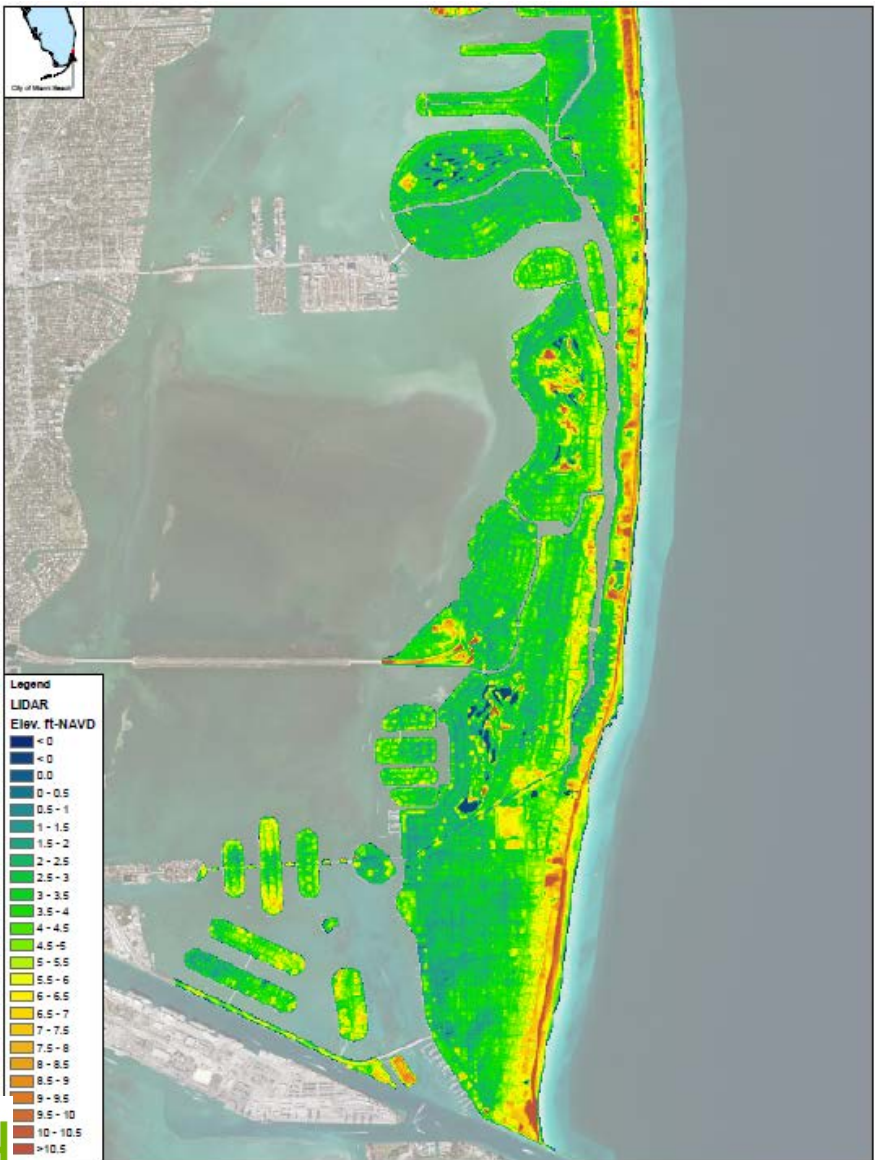 City of Miami Beach
Legend
LIDAR
Elev. ft-NAVD
< 0
< 0
0.0
0 - 0.5
0.5 - 1
1 - 1.5
1.5 - 2
2 - 2.5
2.5 - 3
3 - 3.5
3.5 - 4
4 - 4.5
4.5 -5
5 - 5.5
5.5 - 6
6 - 6.5
6.5 - 7
7 - 7.5
7.5 - 8
8 - 8.5
8.5 - 9
9 - 9.5
9.5 - 10
10 - 10.5
>10.5